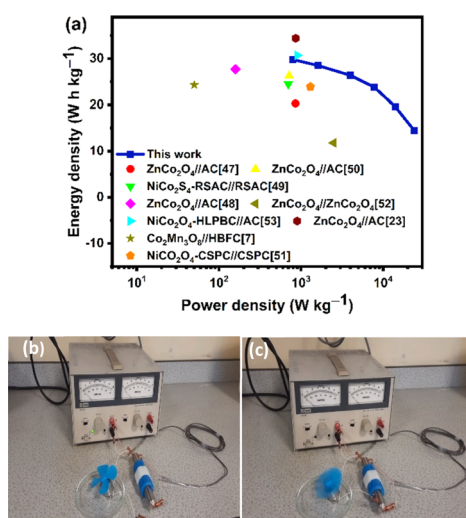 (a)
Energy density (W h kg⁻¹)
40
30
20
10
0
-10
This work
ZnCo₂O₄//AC[47] ZnCo₂O₄//AC[50]
NiCo₂S₄-RSAC//RSAC[49]
ZnCo₂O₄//AC[48] ZnCo₂O₄//ZnCo₂O₄[52]
NiCo₂O₄-HLPBC//AC[53] ZnCo₂O₄//AC[23]
Co₂Mn₃O₈//HBFC[7]
NiCO₂O₄-CSPC//CSPC[51]
10¹ 10² 10³ 10⁴
Power density (W kg⁻¹)
(b) (c)